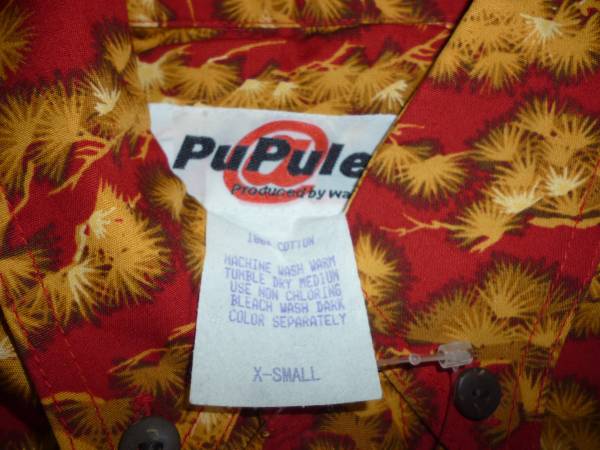 PuPule
Produced by wa
100% COTTON
MACHINE WASH WARM
TUMBLE DRY MEDIUM
USE NON CHLORING
BLEACH WASH DARK
COLOR SEPARATELY
X-SMALL